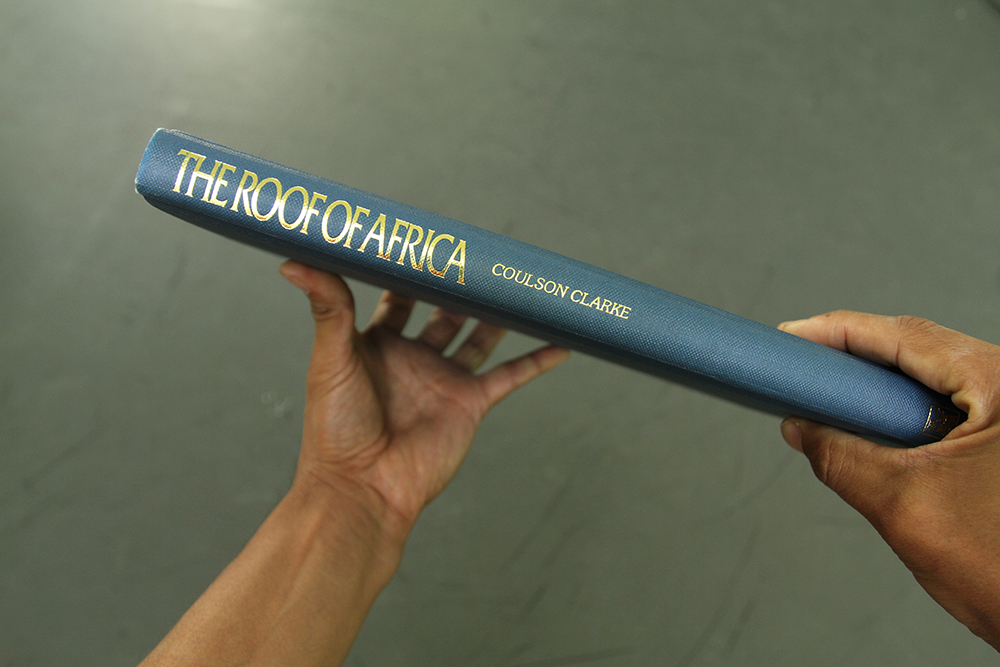 THE ROOF OF AFRICA
COULSON CLARKE